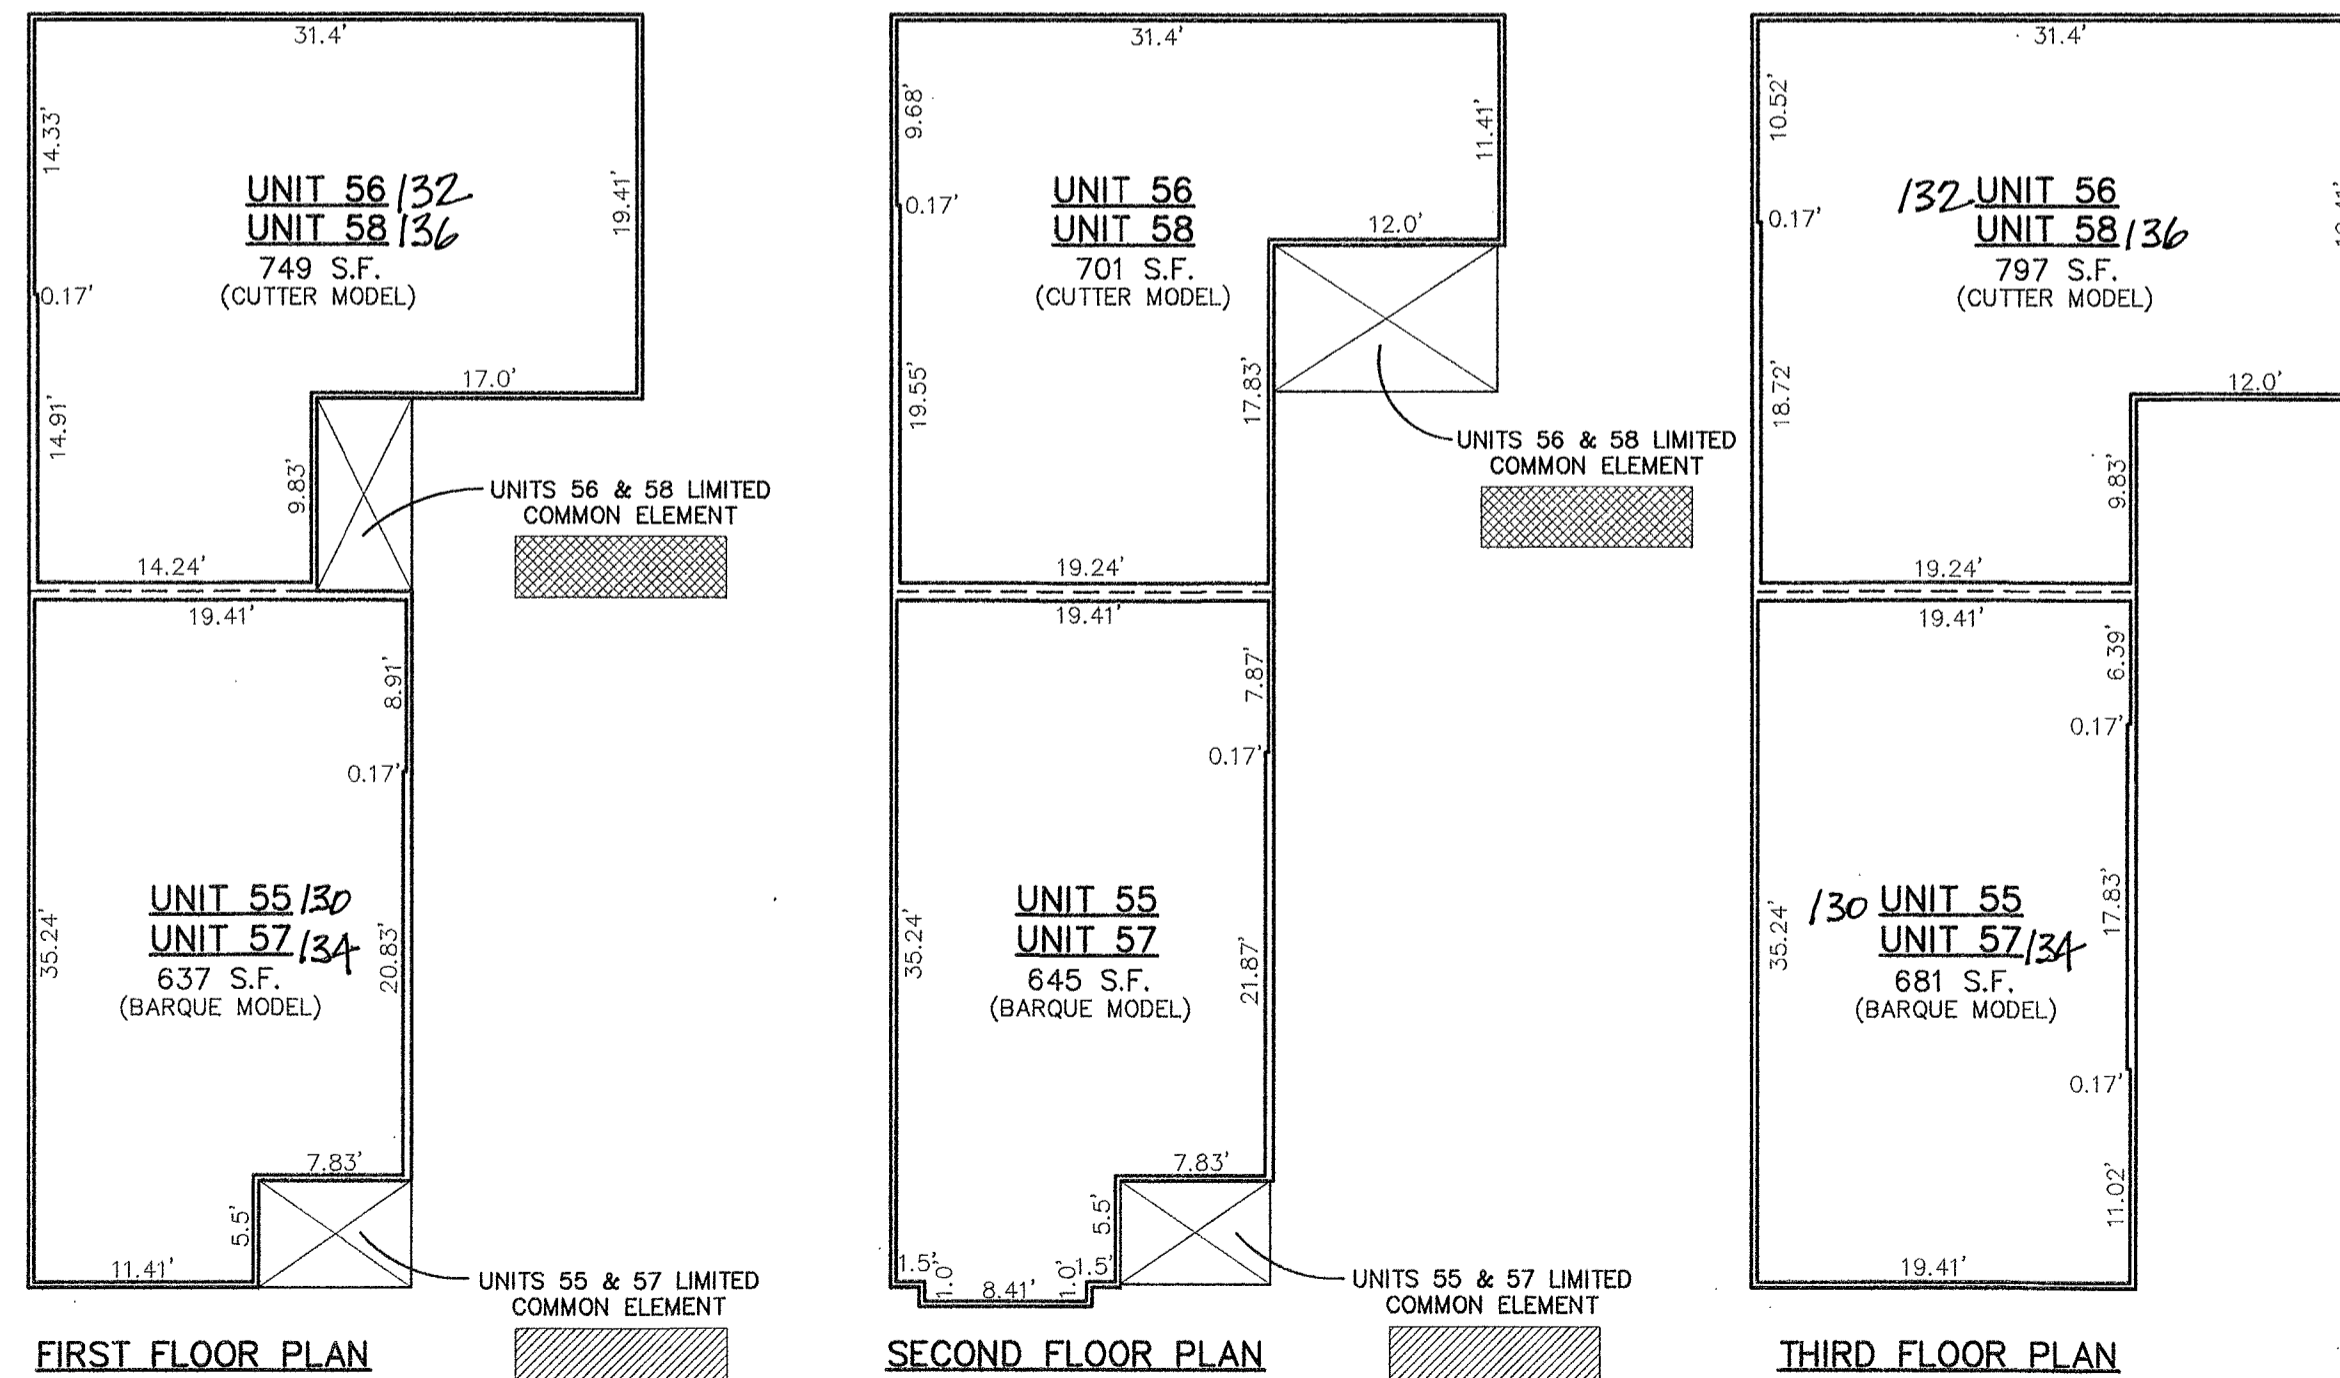 31.4'
14.33'
UNIT 56 132
UNIT 58 136
749 S.F.
(CUTTER MODEL)
19.41'
0.17'
17.0'
14.91'
9.83'
UNITS 56 & 58 LIMITED
COMMON ELEMENT
14.24'
19.41'
8.91'
0.17'
UNIT 55 130
UNIT 57 134
637 S.F.
(BARQUE MODEL)
35.24'
20.83'
7.83'
5.5'
11.41'
UNITS 55 & 57 LIMITED
COMMON ELEMENT
FIRST FLOOR PLAN
31.4'
9.68'
11.41'
0.17'
UNIT 56
UNIT 58
701 S.F.
(CUTTER MODEL)
12.0'
19.55'
17.83'
UNITS 56 & 58 LIMITED
COMMON ELEMENT
19.24'
19.41'
7.87'
0.17'
UNIT 55
UNIT 57
645 S.F.
(BARQUE MODEL)
35.24'
21.87'
7.83'
5.5'
1.5'
1.0'
8.41'
1.0'
1.5'
UNITS 55 & 57 LIMITED
COMMON ELEMENT
SECOND FLOOR PLAN
31.4'
10.52'
0.17'
132 UNIT 56
UNIT 58 136
797 S.F.
(CUTTER MODEL)
12.0'
18.72'
9.83'
19.24'
19.41'
6.39'
0.17'
130 UNIT 55
UNIT 57 134
681 S.F.
(BARQUE MODEL)
35.24'
17.83'
0.17'
11.02'
19.41'
THIRD FLOOR PLAN